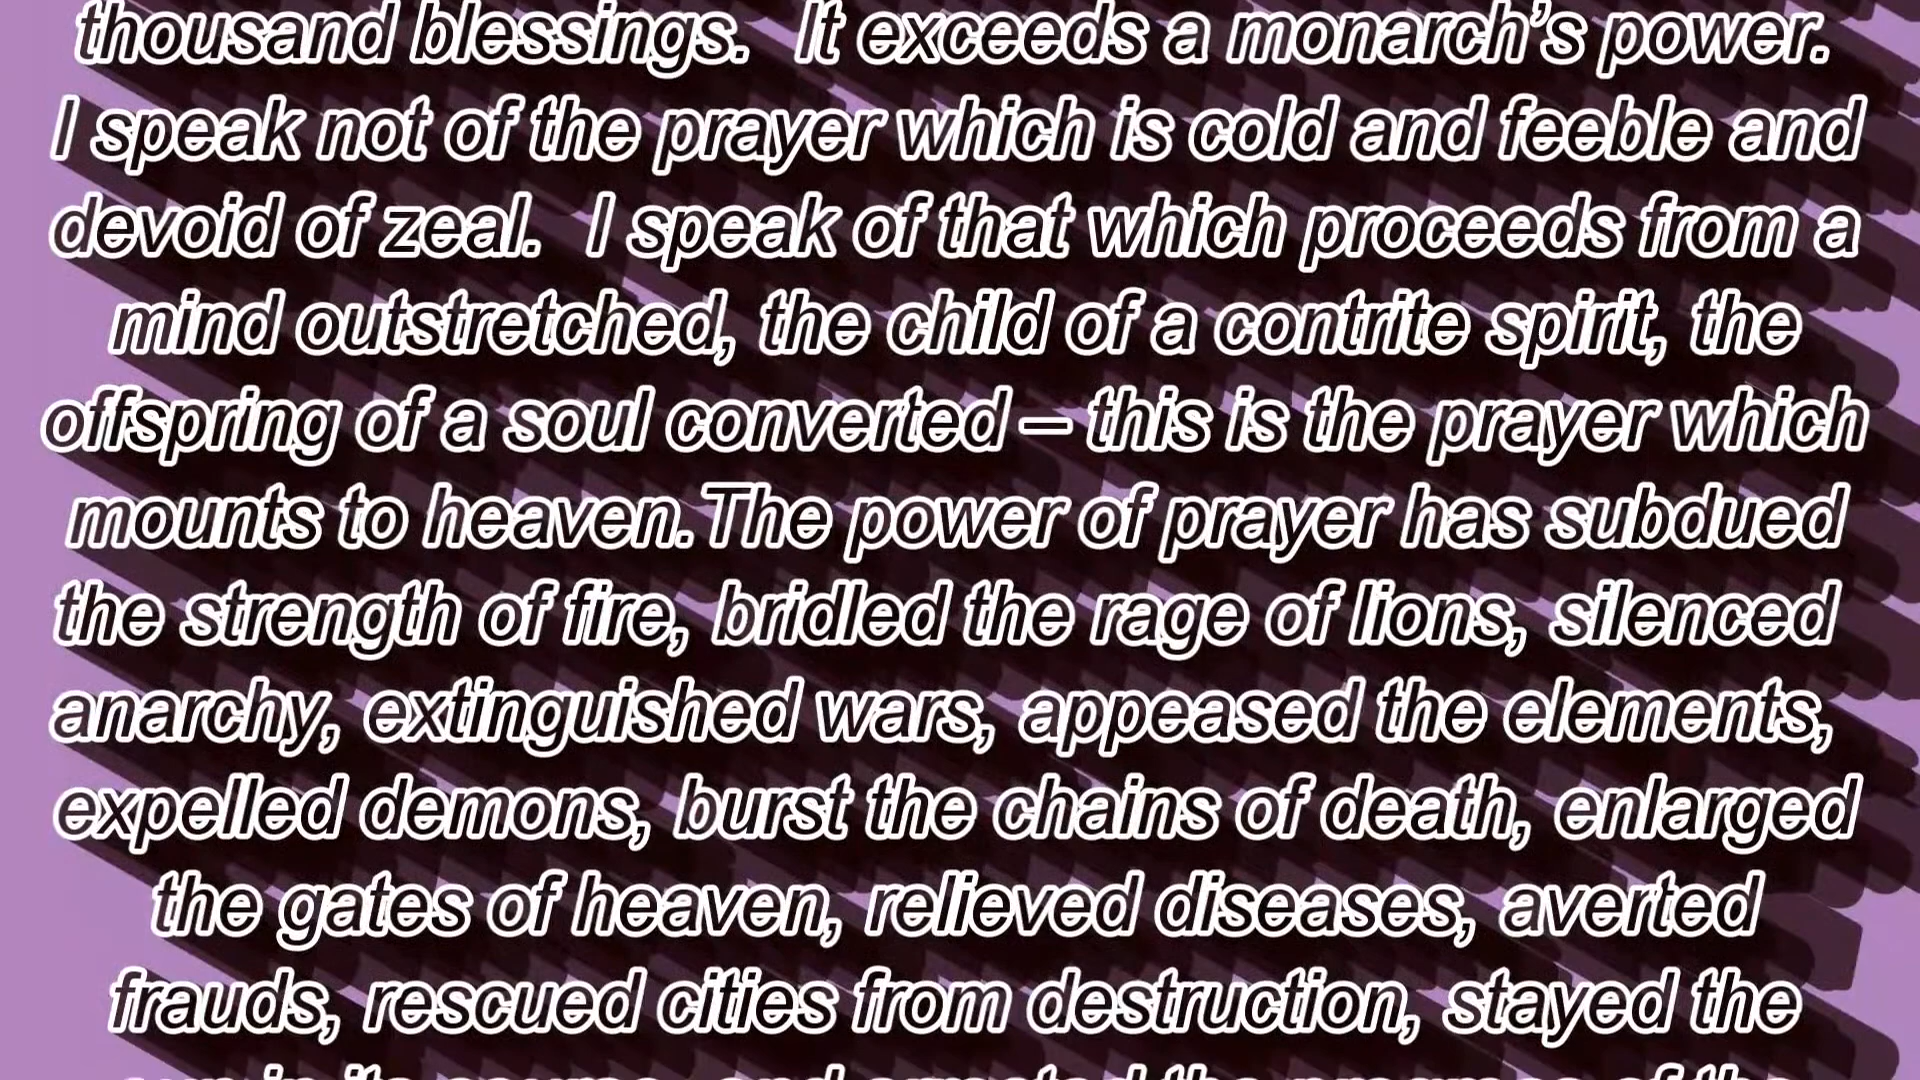 thousand blessings. It exceeds a monarch’s power.
I speak not of the prayer which is cold and feeble and
devoid of zeal. I speak of that which proceeds from a
mind outstretched, the child of a contrite spirit, the
offspring of a soul converted – this is the prayer which
mounts to heaven.The power of prayer has subdued
the strength of fire, bridled the rage of lions, silenced
anarchy, extinguished wars, appeased the elements,
expelled demons, burst the chains of death, enlarged
the gates of heaven, relieved diseases, averted
frauds, rescued cities from destruction, stayed the